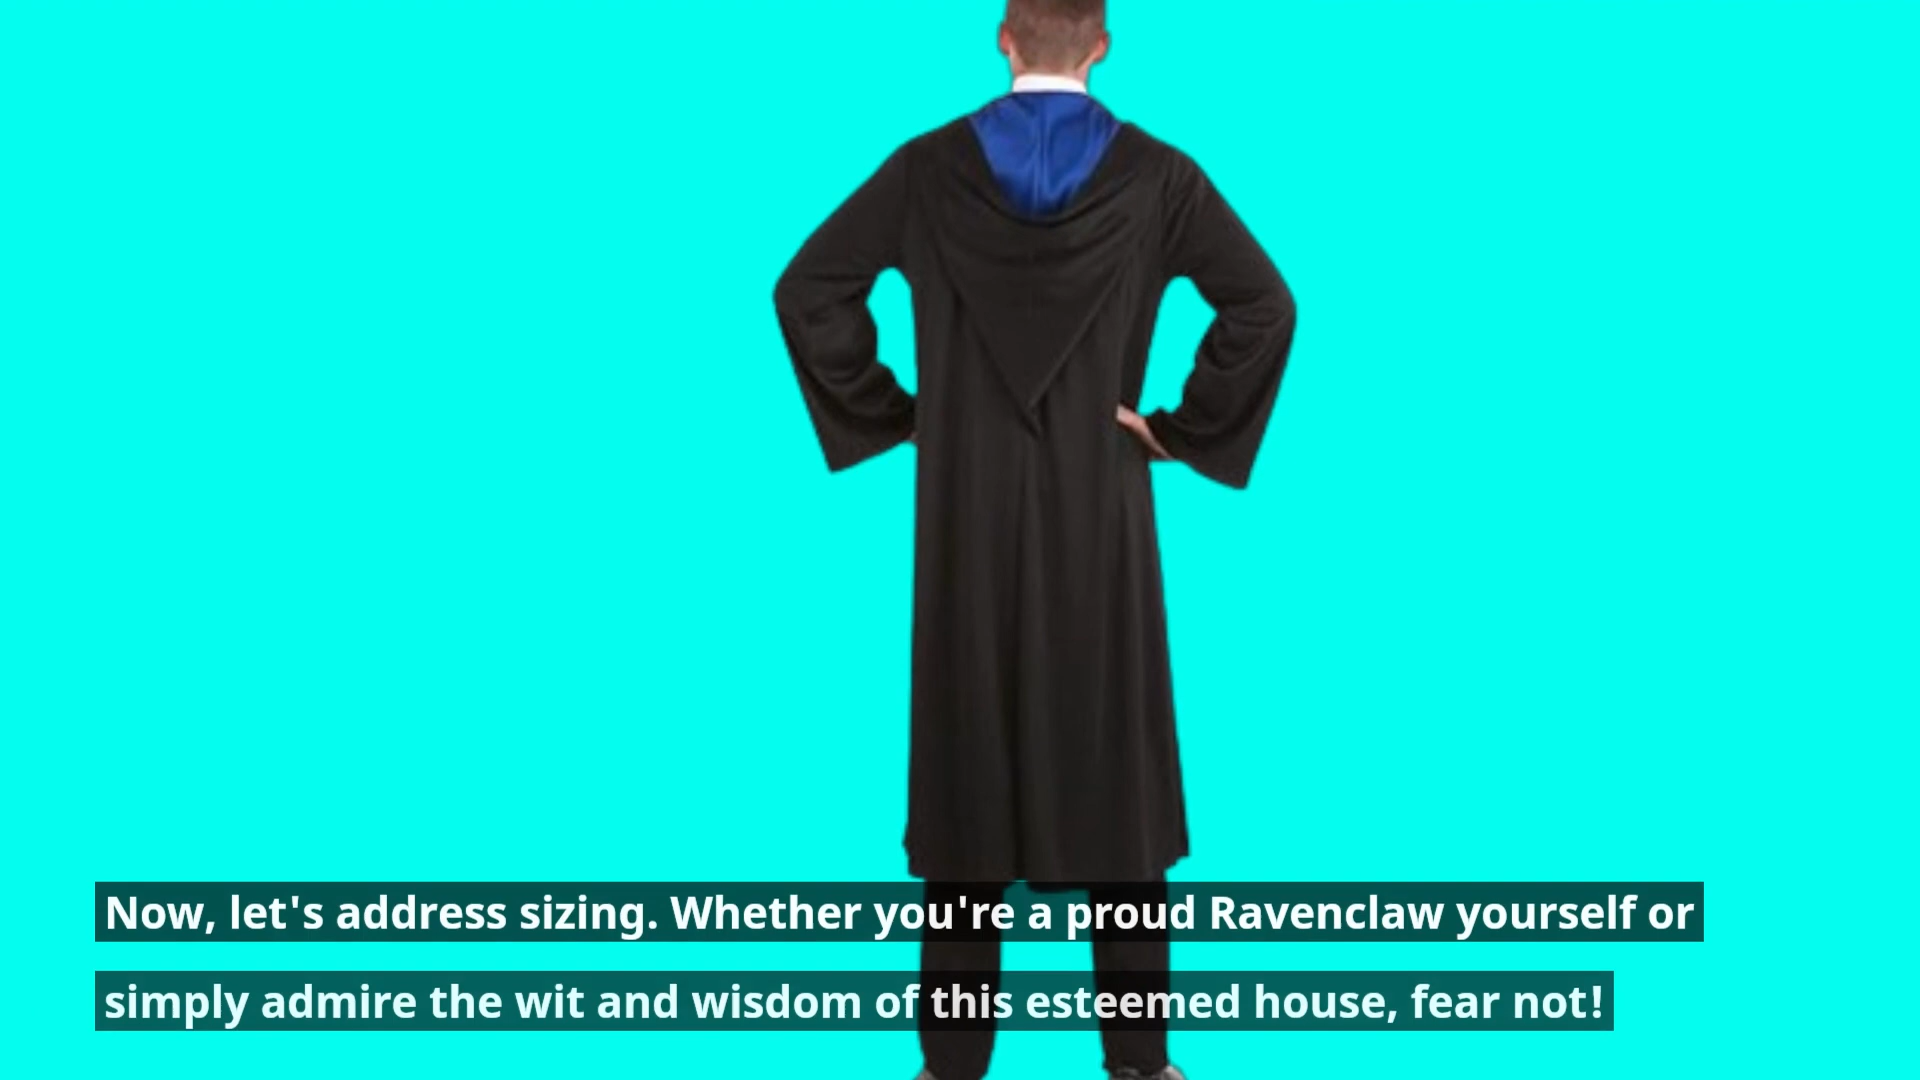 Now, let's address sizing. Whether you're a proud Ravenclaw yourself or
simply admire the wit and wisdom of this esteemed house, fear not!